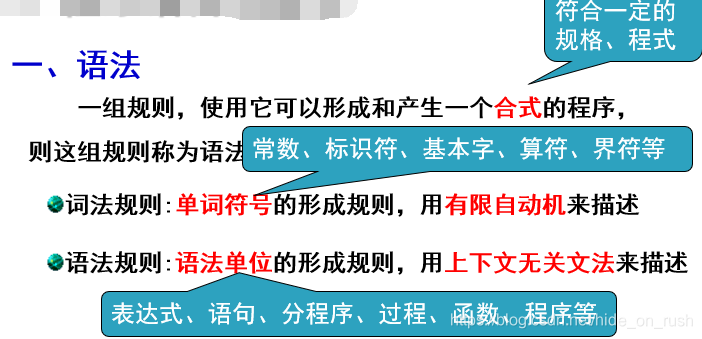 符合一定的
规格、程式
一、语法
一组规则，使用它可以形成和产生一个合式的程序，
则这组规则称为语法
常数、标识符、基本字、算符、界符等
词法规则:单词符号的形成规则，用有限自动机来描述
语法规则:语法单位的形成规则，用上下文无关文法来描述
表达式、语句、分程序、过程、函数、程序等
https://blog.csdn.net/hide_on_rush